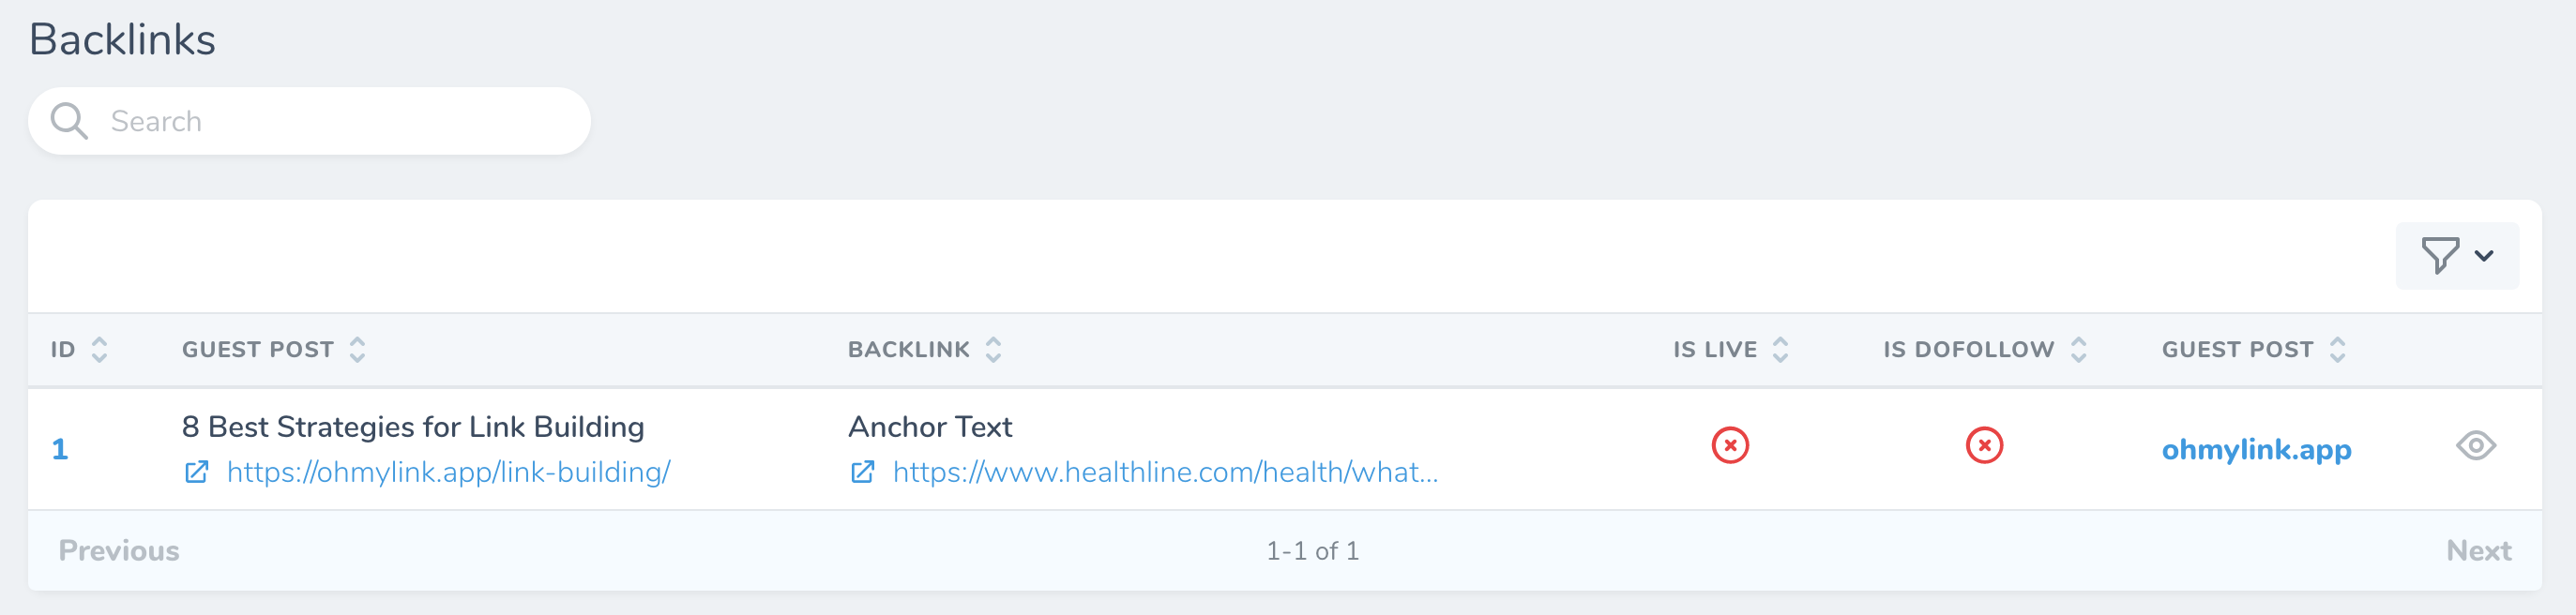 Backlinks
Search
ID GUEST POST BACKLINK IS LIVE IS DOFOLLOW GUEST POST
8 Best Strategies for Link Building Anchor Text
1 https://ohmylink.app/link-building/ https://www.healthline.com/health/what... ohmylink.app
Previous 1-1 of 1 Next